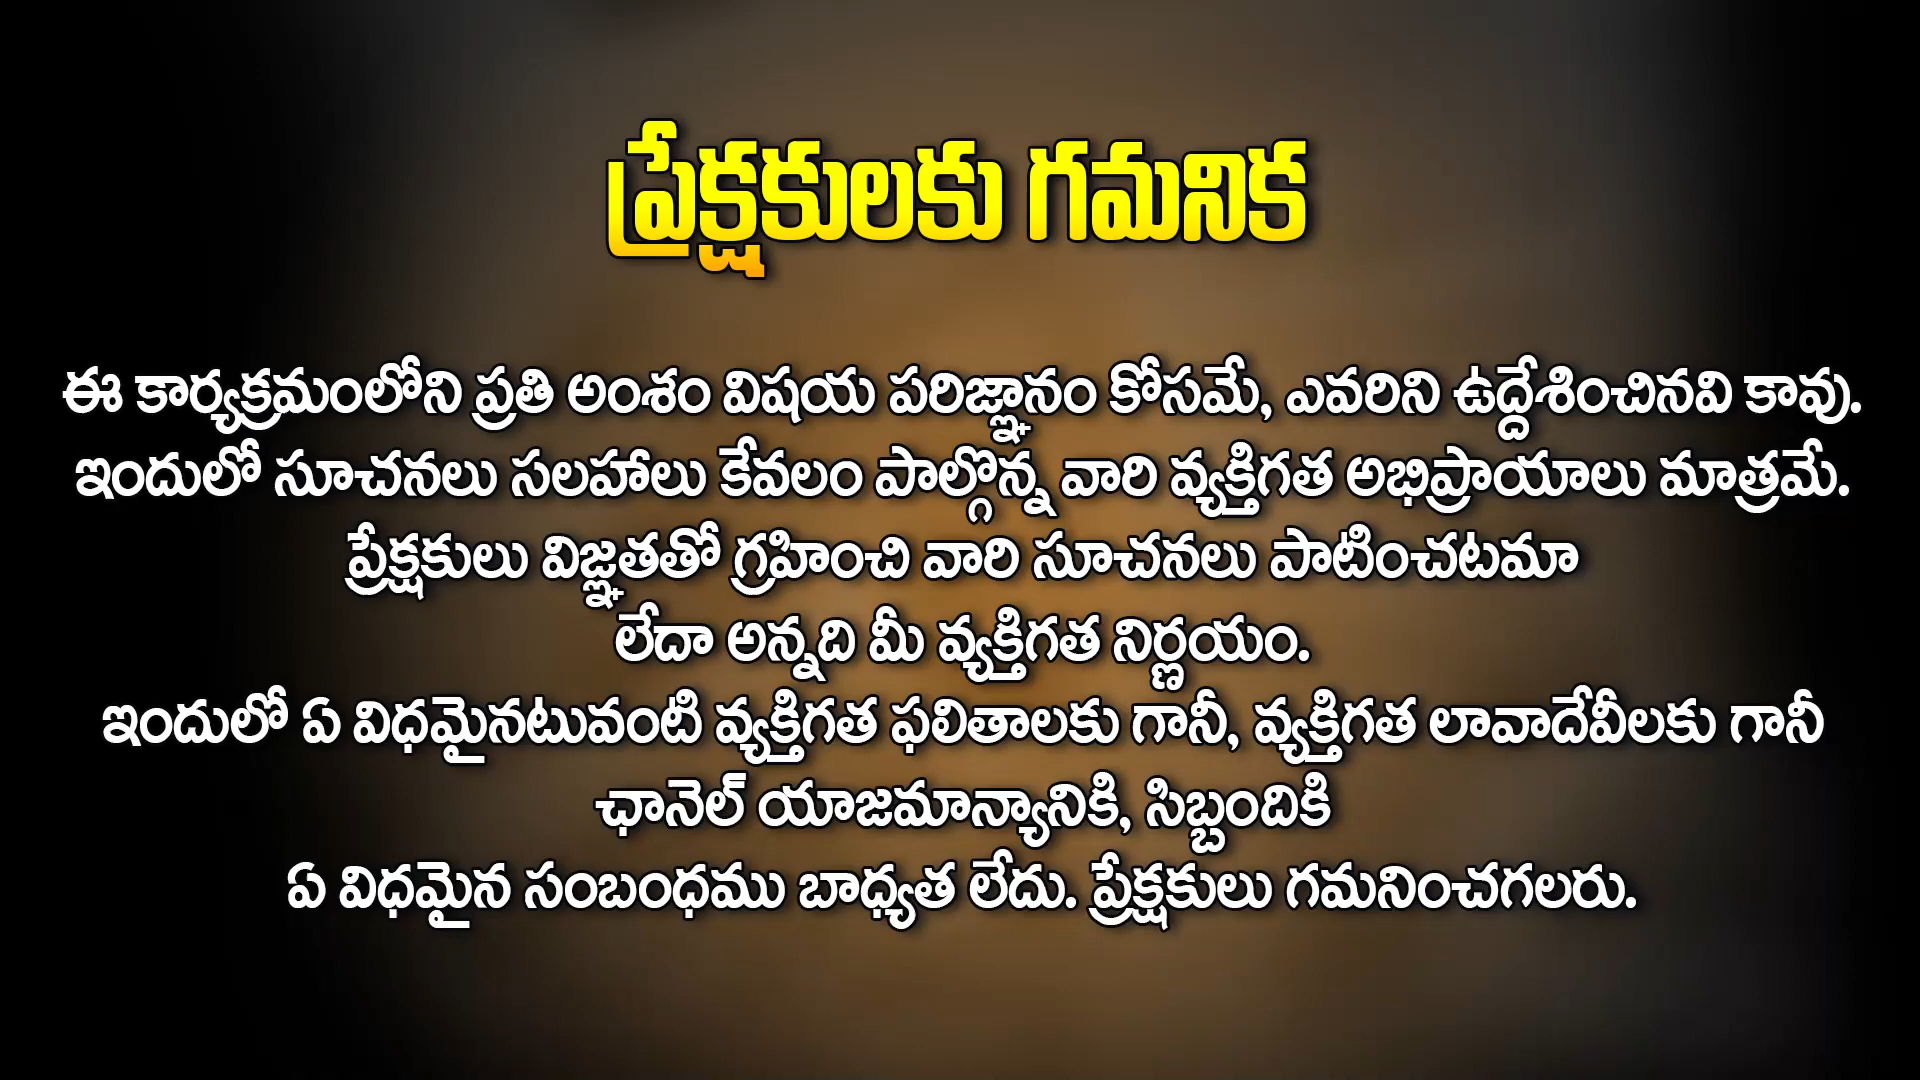 ప్రేక్షకులకు గమనిక
ఈ కార్యక్రమంలోని ప్రతి అంశం విషయ పరిజ్ఞానం కోసమే, ఎవరిని ఉద్దేశించినవి కావు.
ఇందులో సూచనలు సలహాలు కేవలం పాల్గొన్న వారి వ్యక్తిగత అభిప్రాయాలు మాత్రమే.
ప్రేక్షకులు విజ్ఞతతో గ్రహించి వారి సూచనలు పాటించటమా
లేదా అన్నది మీ వ్యక్తిగత నిర్ణయం.
ఇందులో ఏ విధమైనటువంటి వ్యక్తిగత ఫలితాలకు గానీ, వ్యక్తిగత లావాదేవీలకు గానీ
ఛానెల్ యాజమాన్యానికి, సిబ్బందికి
ఏ విధమైన సంబంధము బాధ్యత లేదు. ప్రేక్షకులు గమనించగలరు.